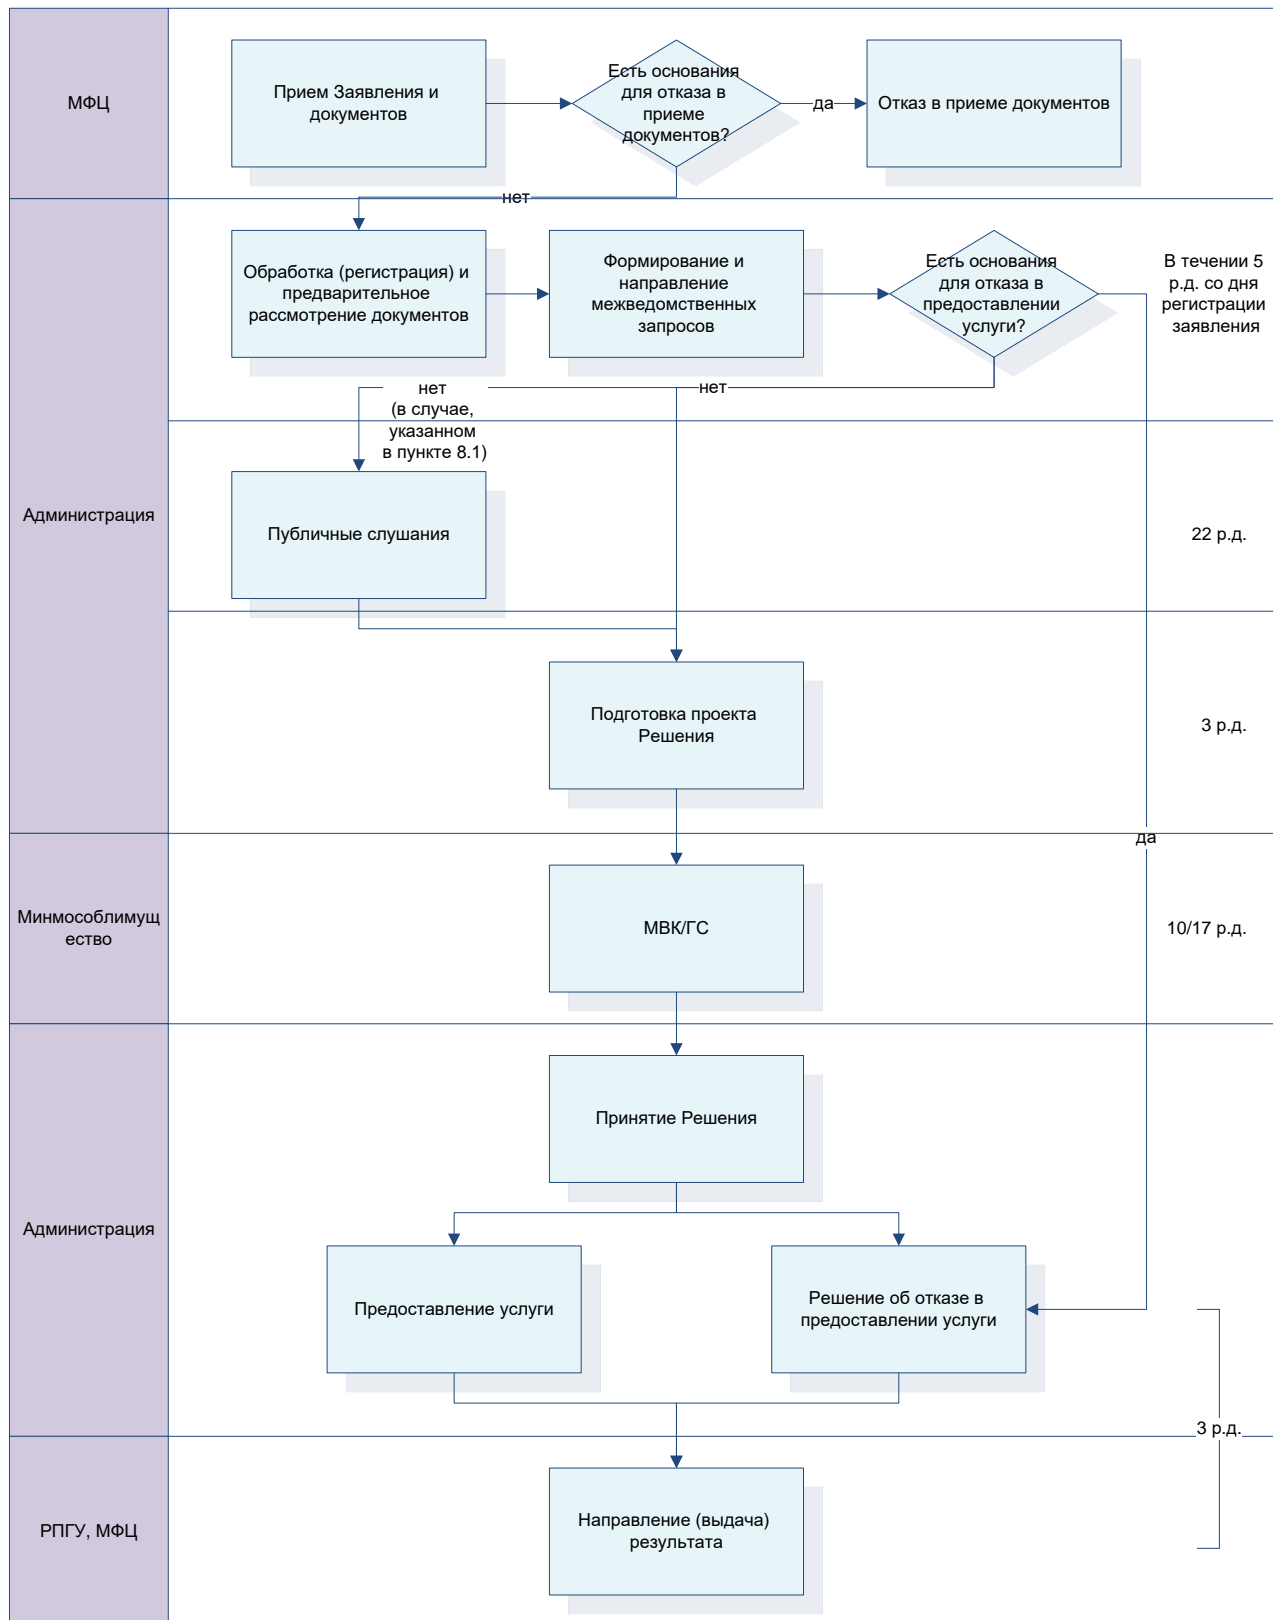 МФЦ
Прием Заявления и
документов
Есть основания
для отказа в
приеме
документов?
да
Отказ в приеме документов
нет
Администрация
Обработка (регистрация) и
предварительное
рассмотрение документов
Формирование и
направление
межведомственных
запросов
Есть основания
для отказа в
предоставлении
услуги?
В течении 5
р.д. со дня
регистрации
заявления
нет
(в случае,
указанном
в пункте 8.1)
нет
Публичные слушания
22 р.д.
Подготовка проекта
Решения
3 р.д.
да
Минмособлимущ
ество
МВК/ГС
10/17 р.д.
Администрация
Принятие Решения
Предоставление услуги
Решение об отказе в
предоставлении услуги
3 р.д.
РПГУ, МФЦ
Направление (выдача)
результата